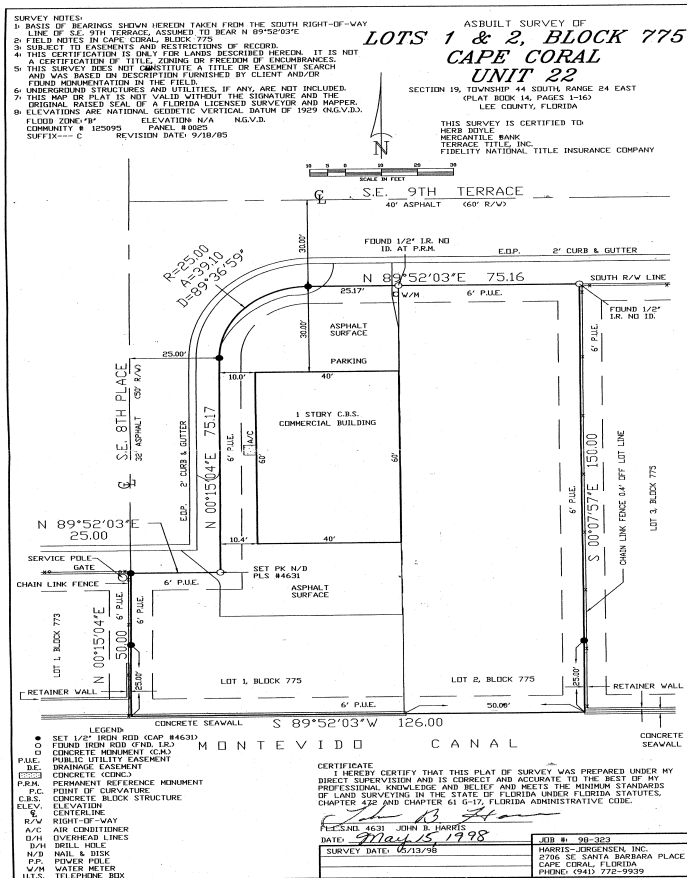 SURVEY NOTES:
1: BASIS OF BEARINGS SHOWN HEREON TAKEN FROM THE SOUTH RIGHT-OF-WAY
LINE OF S.E. 9TH TERRACE, ASSUMED TO BEAR N 89°52'03"E
2: FIELD NOTES IN CAPE CORAL, BLOCK 775
3: SUBJECT TO EASEMENTS AND RESTRICTIONS OF RECORD.
4: THIS CERTIFICATION IS ONLY FOR LANDS DESCRIBED HEREON. IT IS NOT
A CERTIFICATION OF TITLE, ZONING OR FREEDOM OF ENCUMBRANCES.
5: THIS SURVEY DOES NOT CONSTITUTE A TITLE OR EASEMENT SEARCH
AND WAS BASED ON DESCRIPTION FURNISHED BY CLIENT AND/OR
FOUND MONUMENTATION IN THE FIELD.
6: UNDERGROUND STRUCTURES AND UTILITIES, IF ANY, ARE NOT INCLUDED.
7: THIS MAP OR PLAT IS NOT VALID WITHOUT THE SIGNATURE AND THE
ORIGINAL RAISED SEAL OF A FLORIDA LICENSED SURVEYOR AND MAPPER.
8: ELEVATIONS ARE NATIONAL GEODETIC VERTICAL DATUM OF 1929 (N.G.V.D.).
FLOOD ZONE: "B" ELEVATION: N/A N.G.V.D.
COMMUNITY # 125095 PANEL # 0025
SUFFIX--- C REVISION DATE: 9/18/85
ASBUILT SURVEY OF
LOTS 1 & 2, BLOCK 775
CAPE CORAL
UNIT 22
SECTION 19, TOWNSHIP 44 SOUTH, RANGE 24 EAST
(PLAT BOOK 14, PAGES 1-16)
LEE COUNTY, FLORIDA
THIS SURVEY IS CERTIFIED TO:
HERB DOYLE
MERCANTILE BANK
TERRACE TITLE, INC.
FIDELITY NATIONAL TITLE INSURANCE COMPANY
N
10 5 0 10 20 30
SCALE IN FEET
S.E. 9TH TERRACE
40' ASPHALT (60' R/W)
30.00'
FOUND 1/2" I.R. NO
ID. AT P.R.M.
E.O.P. 2' CURB & GUTTER
R=25.00
A=39.10
D=89°36'59"
N 89°52'03"E 75.16
SOUTH R/W LINE
25.17'
W/M
6' P.U.E.
FOUND 1/2"
I.R. NO ID.
30.00'
ASPHALT
SURFACE
PARKING
6' P.U.E.
25.00'
10.0'
40'
S.E. 8TH PLACE
32' ASPHALT (50' R/W)
E.O.P. 2' CURB & GUTTER
N 00°15'04"E 75.17
6' P.U.E.
A/C
60'
1 STORY C.B.S.
COMMERCIAL BUILDING
60'
6' P.U.E.
6' P.U.E.
S 00°07'57"E 150.00
CHAIN LINK FENCE 0.4' OFF LOT LINE
LOT 3, BLOCK 775
N 89°52'03"E
25.00
10.4'
40'
SERVICE POLE
GATE
CHAIN LINK FENCE
6' P.U.E.
SET PK N/D
PLS #4631
ASPHALT
SURFACE
LOT 1, BLOCK 773
6' P.U.E.
N 00°15'04"E
50.00
6' P.U.E.
25.00'
LOT 1, BLOCK 775
LOT 2, BLOCK 775
25.00'
RETAINER WALL
RETAINER WALL
6' P.U.E.
50.00'
CONCRETE SEAWALL
S 89°52'03"W 126.00
CONCRETE
SEAWALL
MONTEVIDO CANAL
LEGEND:
SET 1/2" IRON ROD (CAP #4631)
FOUND IRON ROD (FND. I.R.)
CONCRETE MONUMENT (C.M.)
P.U.E. PUBLIC UTILITY EASEMENT
D.E. DRAINAGE EASEMENT
CONCRETE (CONC.)
P.R.M. PERMANENT REFERENCE MONUMENT
P.C. POINT OF CURVATURE
C.B.S. CONCRETE BLOCK STRUCTURE
ELEV. ELEVATION
℄ CENTERLINE
R/W RIGHT-OF-WAY
A/C AIR CONDITIONER
O/H OVERHEAD LINES
D/H DRILL HOLE
N/D NAIL & DISK
P.P. POWER POLE
W/M WATER METER
U.T.S. TELEPHONE BOX
CERTIFICATE
I HEREBY CERTIFY THAT THIS PLAT OF SURVEY WAS PREPARED UNDER MY
DIRECT SUPERVISION AND IS CORRECT AND ACCURATE TO THE BEST OF MY
PROFESSIONAL KNOWLEDGE AND BELIEF AND MEETS THE MINIMUM STANDARDS
OF LAND SURVEYING IN THE STATE OF FLORIDA UNDER FLORIDA STATUTES,
CHAPTER 472 AND CHAPTER 61 G-17, FLORIDA ADMINISTRATIVE CODE.
NO. 4631 JOHN B. HARRIS
DATE: May 15, 1998
SURVEY DATE: 05/13/98
JOB #: 98-323
HARRIS-JORGENSEN, INC.
2706 SE SANTA BARBARA PLACE
CAPE CORAL, FLORIDA
PHONE: (941) 772-9939